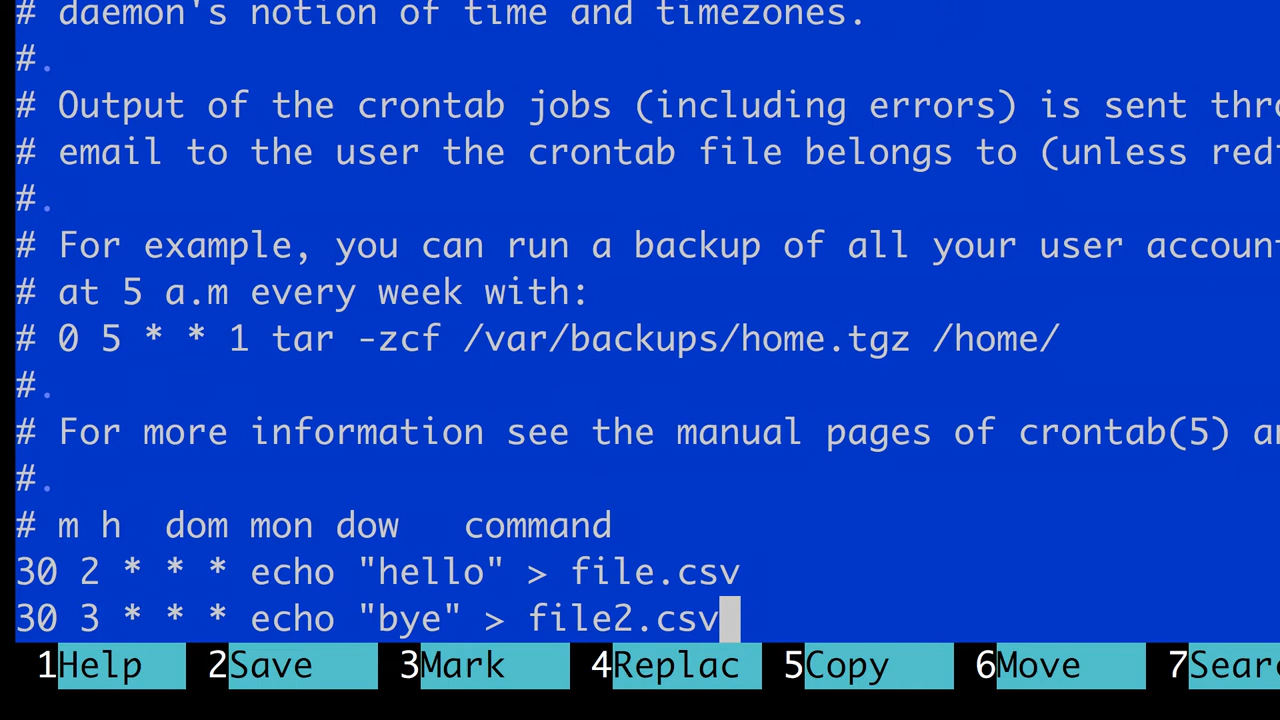 # daemon's notion of time and timezones.
#.
# Output of the crontab jobs (including errors) is sent
# email to the user the crontab file belongs to (unless
#.
# For example, you can run a backup of all your user
# at 5 a.m every week with:
# 0 5 * * 1 tar -zcf /var/backups/home.tgz /home/
#.
# For more information see the manual pages of crontab(5)
#.
# m h  dom mon dow   command
30 2 * * * echo "hello" > file.csv
30 3 * * * echo "bye" > file2.csv
1Help 2Save 3Mark 4Replac 5Copy 6Move 7